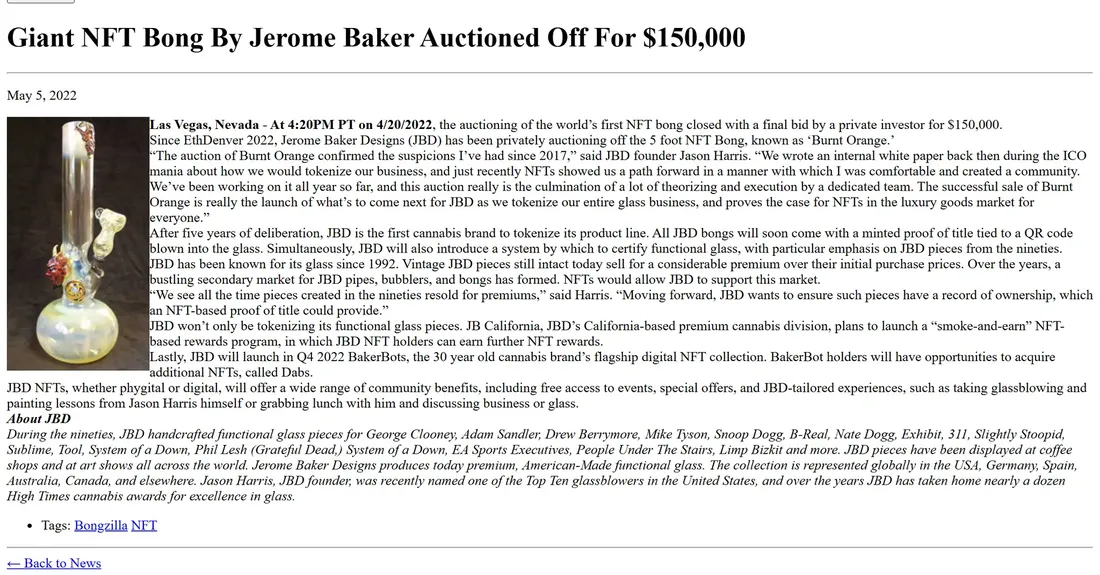 Giant NFT Bong By Jerome Baker Auctioned Off For $150,000
May 5, 2022
Las Vegas, Nevada - At 4:20PM PT on 4/20/2022, the auctioning of the world’s first NFT bong closed with a final bid by a private investor for $150,000.
Since EthDenver 2022, Jerome Baker Designs (JBD) has been privately auctioning off the 5 foot NFT Bong, known as ‘Burnt Orange.’
“The auction of Burnt Orange confirmed the suspicions I’ve had since 2017,” said JBD founder Jason Harris. “We wrote an internal white paper back then during the ICO
mania about how we would tokenize our business, and just recently NFTs showed us a path forward in a manner with which I was comfortable and created a community.
We’ve been working on it all year so far, and this auction really is the culmination of a lot of theorizing and execution by a dedicated team. The successful sale of Burnt
Orange is really the launch of what’s to come next for JBD as we tokenize our entire glass business, and proves the case for NFTs in the luxury goods market for
everyone.”
After five years of deliberation, JBD is the first cannabis brand to tokenize its product line. All JBD bongs will soon come with a minted proof of title tied to a QR code
blown into the glass. Simultaneously, JBD will also introduce a system by which to certify functional glass, with particular emphasis on JBD pieces from the nineties.
JBD has been known for its glass since 1992. Vintage JBD pieces still intact today sell for a considerable premium over their initial purchase prices. Over the years, a
bustling secondary market for JBD pipes, bubblers, and bongs has formed. NFTs would allow JBD to support this market.
“We see all the time pieces created in the nineties resold for premiums,” said Harris. “Moving forward, JBD wants to ensure such pieces have a record of ownership, which
an NFT-based proof of title could provide.”
JBD won’t only be tokenizing its functional glass pieces. JB California, JBD’s California-based premium cannabis division, plans to launch a “smoke-and-earn” NFT-
based rewards program, in which JBD NFT holders can earn further NFT rewards.
Lastly, JBD will launch in Q4 2022 BakerBots, the 30 year old cannabis brand’s flagship digital NFT collection. BakerBot holders will have opportunities to acquire
additional NFTs, called Dabs.
JBD NFTs, whether phygital or digital, will offer a wide range of community benefits, including free access to events, special offers, and JBD-tailored experiences, such as taking glassblowing and
painting lessons from Jason Harris himself or grabbing lunch with him and discussing business or glass.
About JBD
During the nineties, JBD handcrafted functional glass pieces for George Clooney, Adam Sandler, Drew Berrymore, Mike Tyson, Snoop Dogg, B-Real, Nate Dogg, Exhibit, 311, Slightly Stoopid,
Sublime, Tool, System of a Down, Phil Lesh (Grateful Dead,) System of a Down, EA Sports Executives, People Under The Stairs, Limp Bizkit and more. JBD pieces have been displayed at coffee
shops and at art shows all across the world. Jerome Baker Designs produces today premium, American-Made functional glass. The collection is represented globally in the USA, Germany, Spain,
Australia, Canada, and elsewhere. Jason Harris, JBD founder, was recently named one of the Top Ten glassblowers in the United States, and over the years JBD has taken home nearly a dozen
High Times cannabis awards for excellence in glass.
• Tags: Bongzilla NFT
← Back to News